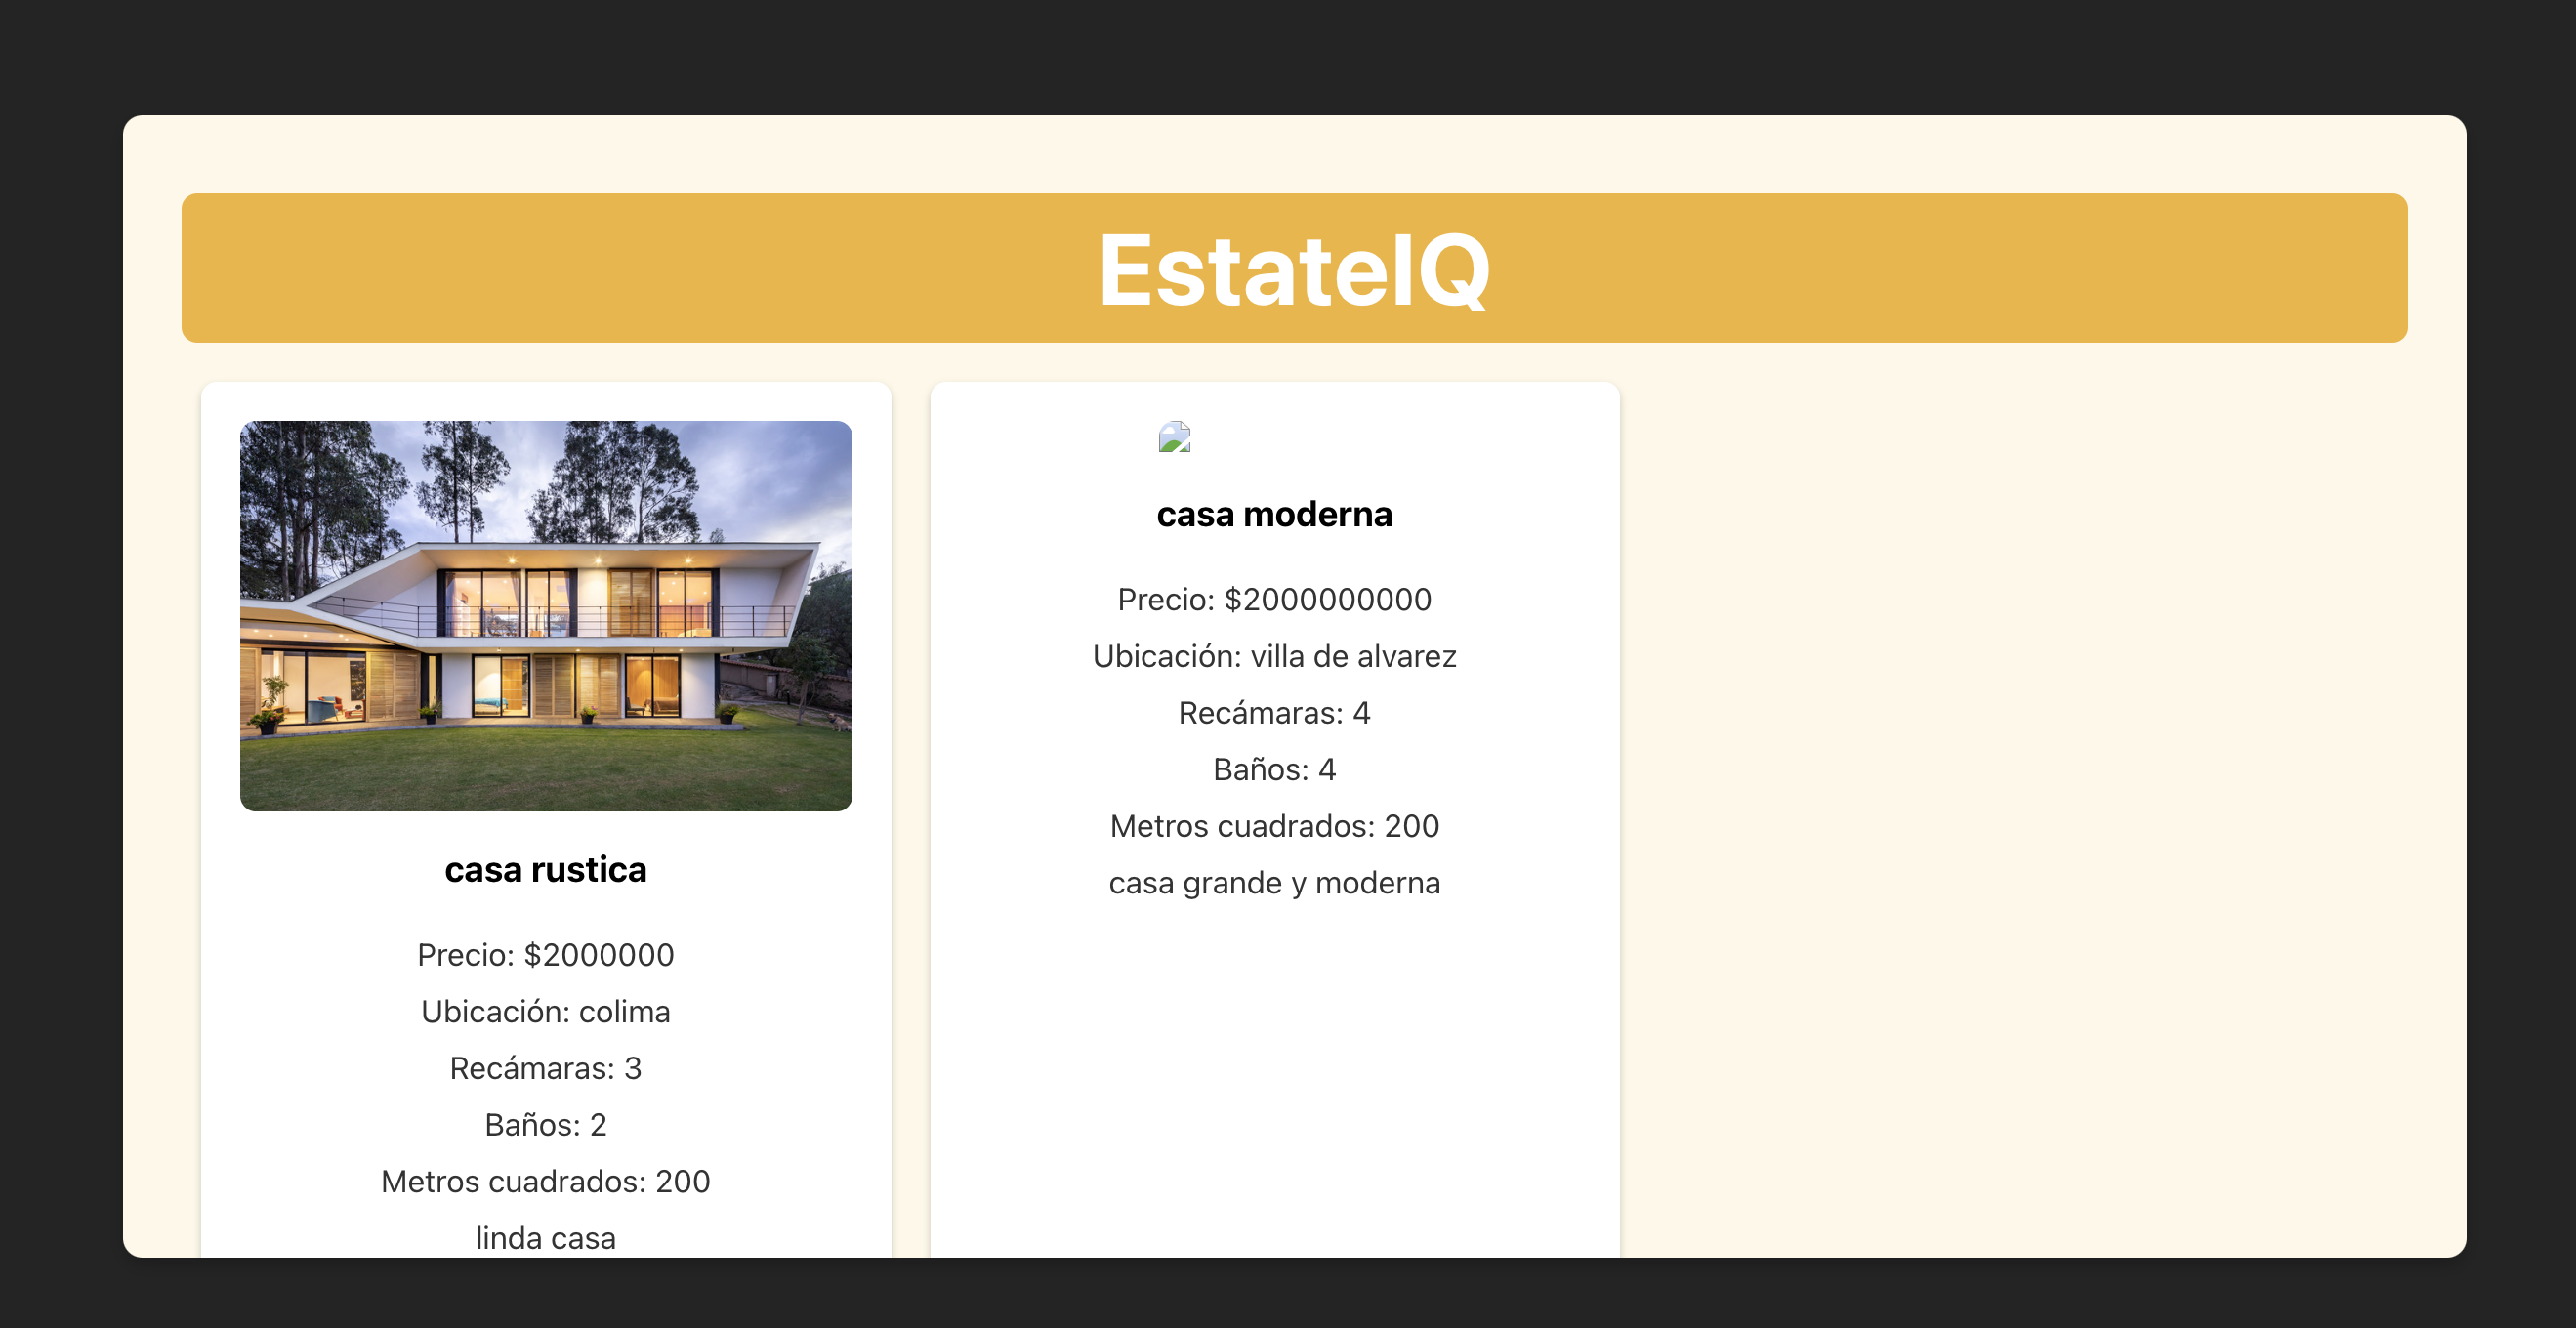 EstateIQ
casa rustica
Precio: $2000000
Ubicación: colima
Recámaras: 3
Baños: 2
Metros cuadrados: 200
linda casa
casa moderna
Precio: $2000000000
Ubicación: villa de alvarez
Recámaras: 4
Baños: 4
Metros cuadrados: 200
casa grande y moderna